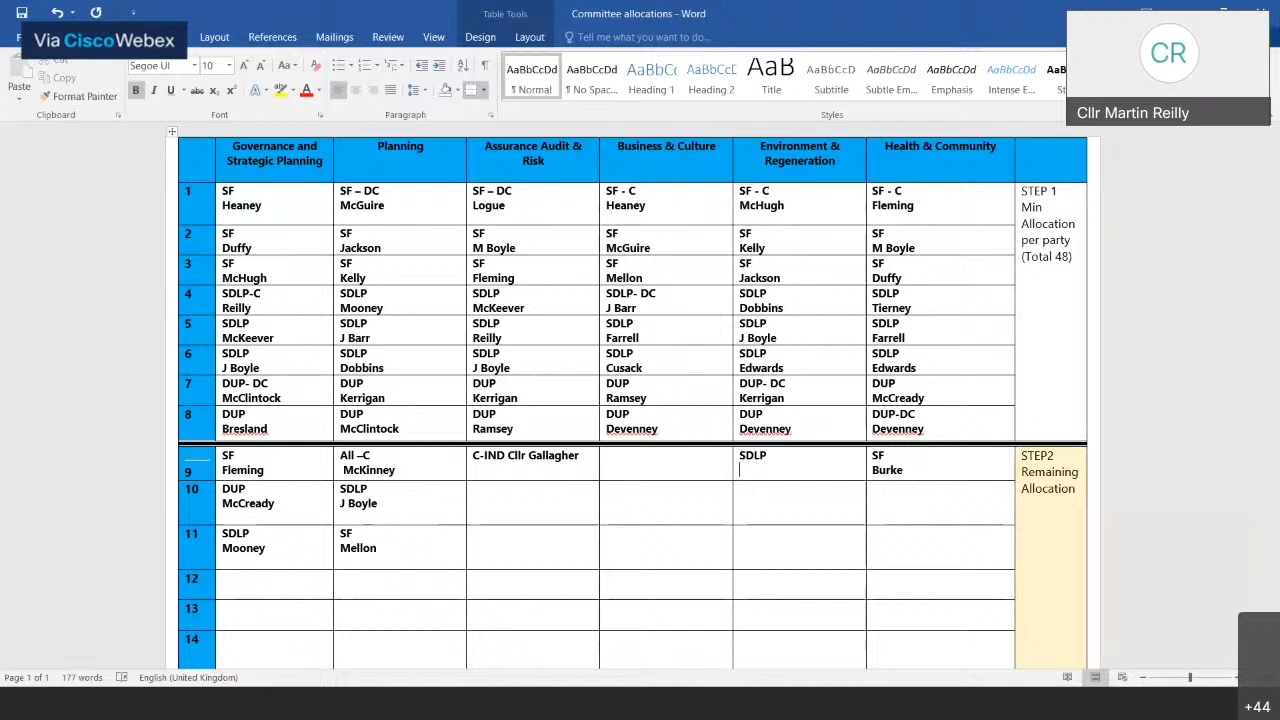 Table Tools
Committee allocations - Word
Via CiscoWebex
Layout References Mailings Review View Design Layout Tell me what you want to do...
CR
Cllr Martin Reilly
Paste
Copy
Format Painter
Segoe UI 10
AaBbCcDd AaBbCcDd AaBbCc AaBbCcC AaB AaBbCcD AaBbCcDd AaBbCcDd AaBbCcDd
¶ Normal ¶ No Spac... Heading 1 Heading 2 Title Subtitle Subtle Em... Emphasis Intense E...
Clipboard Font Paragraph Styles
Governance and Strategic Planning
Planning
Assurance Audit & Risk
Business & Culture
Environment & Regeneration
Health & Community
1
SF Heaney
SF – DC McGuire
SF – DC Logue
SF - C Heaney
SF - C McHugh
SF - C Fleming
STEP 1
Min
Allocation
per party
(Total 48)
2
SF Duffy
SF Jackson
SF M Boyle
SF McGuire
SF Kelly
SF M Boyle
3
SF McHugh
SF Kelly
SF Fleming
SF Mellon
SF Jackson
SF Duffy
4
SDLP-C Reilly
SDLP Mooney
SDLP McKeever
SDLP- DC J Barr
SDLP Dobbins
SDLP Tierney
5
SDLP McKeever
SDLP J Barr
SDLP Reilly
SDLP Farrell
SDLP J Boyle
SDLP Farrell
6
SDLP J Boyle
SDLP Dobbins
SDLP J Boyle
SDLP Cusack
SDLP Edwards
SDLP Edwards
7
DUP- DC McClintock
DUP Kerrigan
DUP Kerrigan
DUP Ramsey
DUP- DC Kerrigan
DUP McCready
8
DUP Bresland
DUP McClintock
DUP Ramsey
DUP Devenney
DUP Devenney
DUP-DC Devenney
9
SF Fleming
All –C McKinney
C-IND Cllr Gallagher
SDLP
SF Burke
STEP2
Remaining
Allocation
10
DUP McCready
SDLP J Boyle
11
SDLP Mooney
SF Mellon
12
13
14
Page 1 of 1 177 words English (United Kingdom)
+44